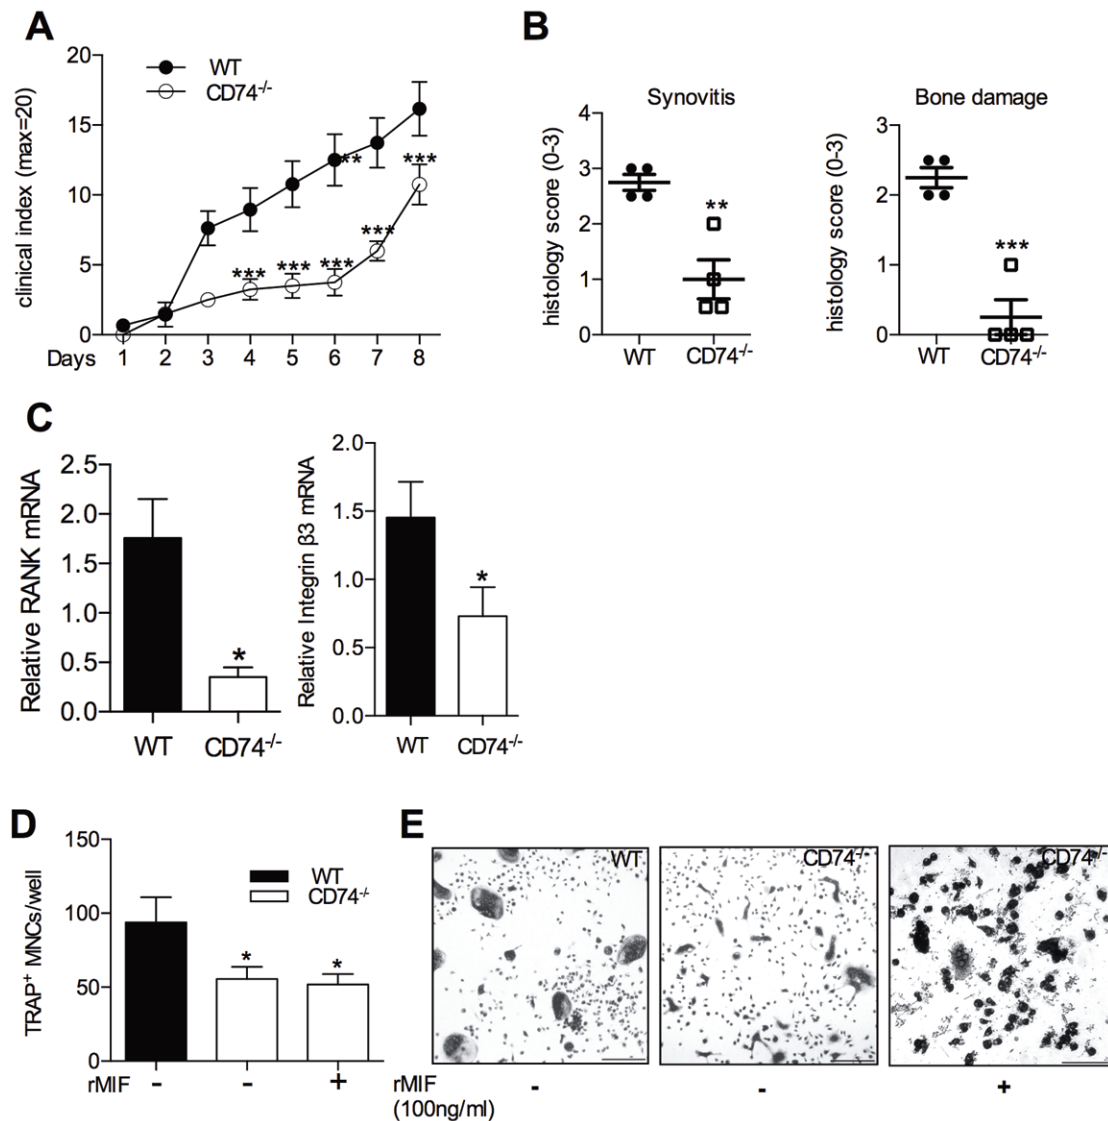 A
clinical index (max=20)
20
15
10
5
0
WT
CD74-/-
**
***
***
***
***
***
Days 1 2 3 4 5 6 7 8
B
Synovitis
histology score (0-3)
4
3
2
1
0
**
WT CD74-/-
Bone damage
histology score (0-3)
3
2
1
0
***
WT CD74-/-
C
Relative RANK mRNA
2.5
2.0
1.5
1.0
0.5
0.0
*
WT CD74-/-
Relative Integrin β3 mRNA
2.0
1.5
1.0
0.5
0.0
*
WT CD74-/-
D
TRAP+ MNCs/well
150
100
50
0
WT
CD74-/
* *
rMIF - - +
E
WT
CD74-/-
CD74-/-
rMIF - - +
(100ng/ml)